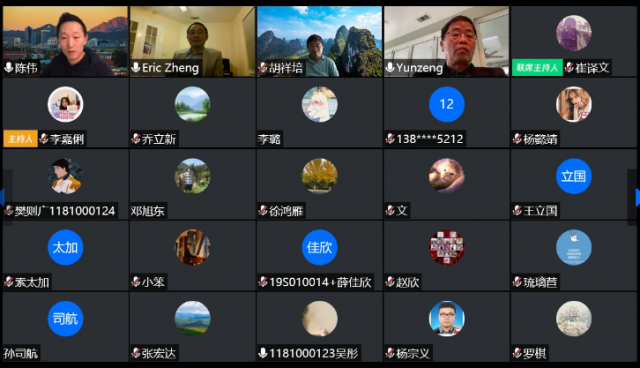 陈伟
Eric Zheng
胡祥培
Yunzeng
联席主持人 崔译文
主持人 李嘉俐
乔立新
李璐
12
138****5212
杨懿靖
樊则广1181000124
邓旭东
徐鸿雁
文
立国
王立国
太加
素太加
小笨
佳欣
19S010014+薛佳欣
赵欣
琉璃苣
司航
孙司航
张宏达
1181000123吴彤
杨宗义
罗棋